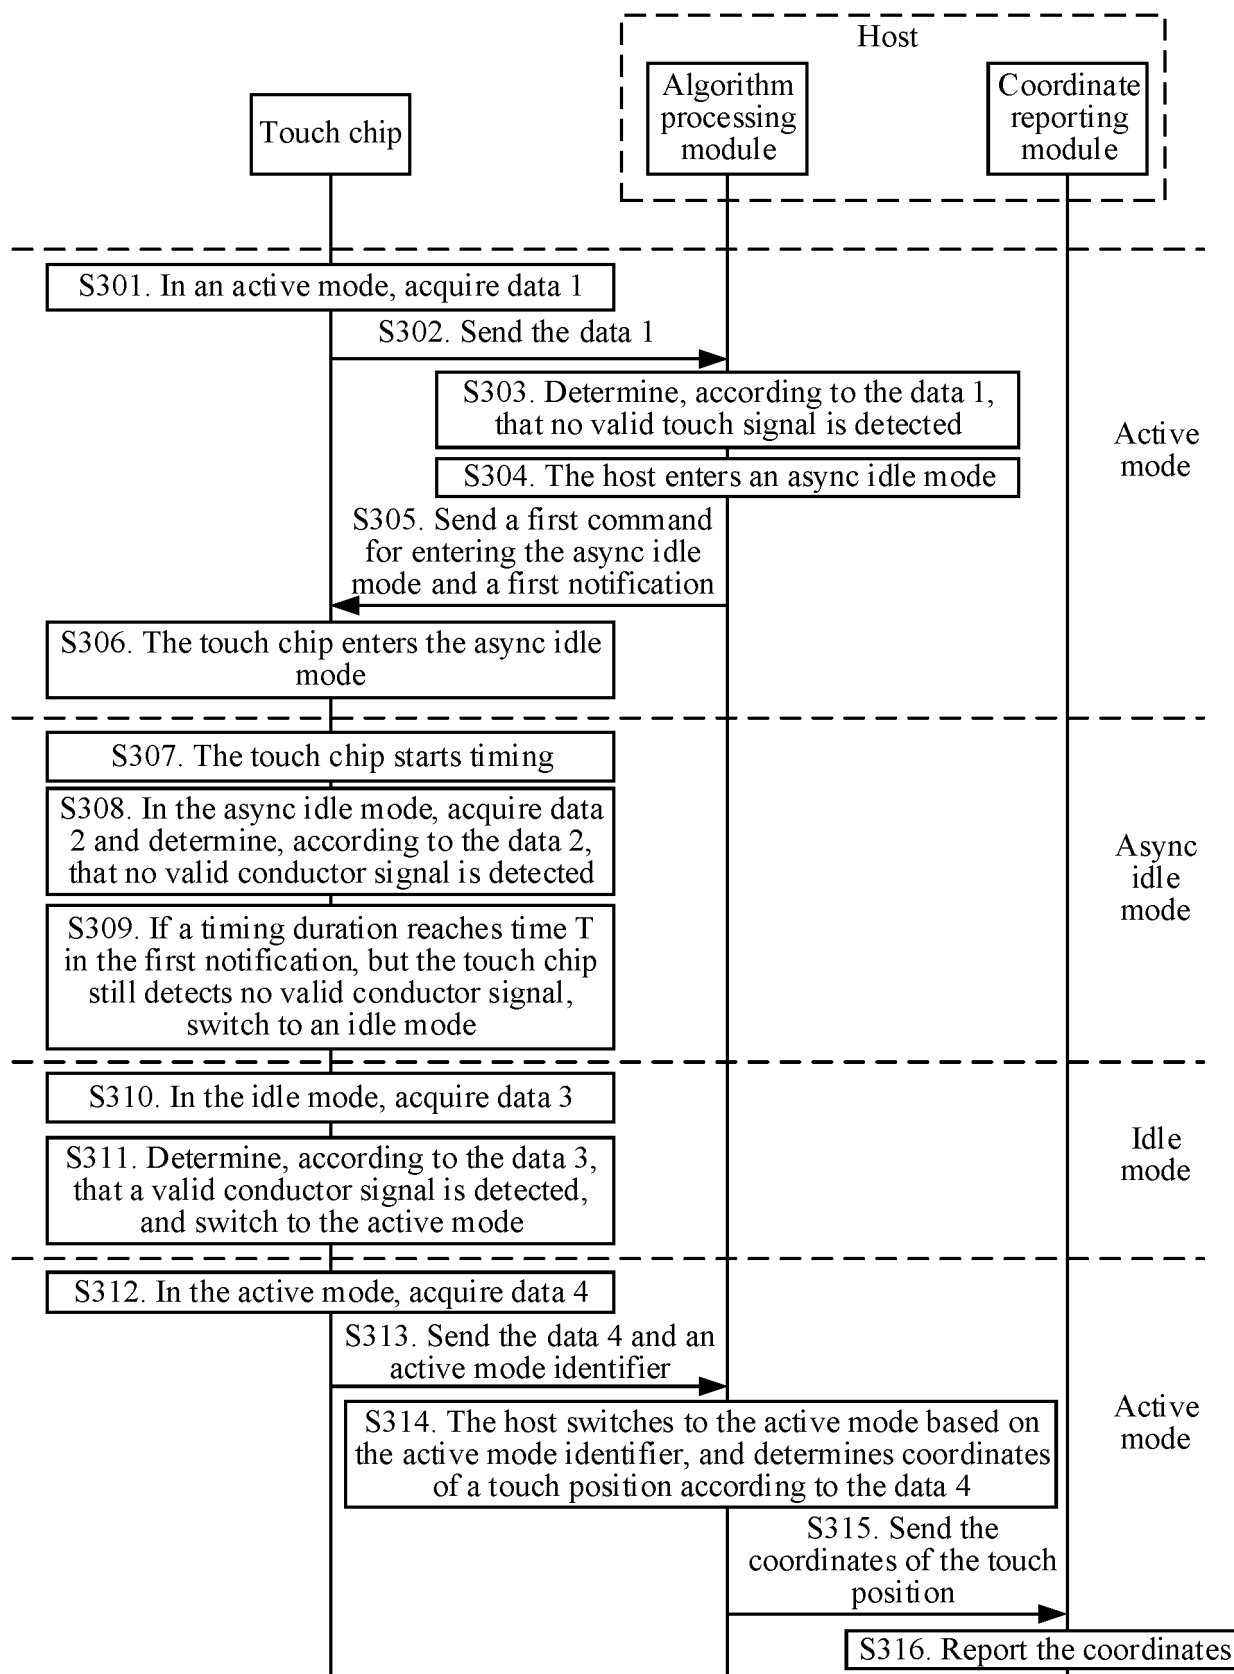 Host
Touch chip
Algorithm
processing
module
Coordinate
reporting
module
S301. In an active mode, acquire data 1
S302. Send the data 1
S303. Determine, according to the data 1,
that no valid touch signal is detected
S304. The host enters an async idle mode
Active
mode
S305. Send a first command
for entering the async idle
mode and a first notification
S306. The touch chip enters the async idle
mode
S307. The touch chip starts timing
S308. In the async idle mode, acquire data
2 and determine, according to the data 2,
that no valid conductor signal is detected
Async
idle
mode
S309. If a timing duration reaches time T
in the first notification, but the touch chip
still detects no valid conductor signal,
switch to an idle mode
S310. In the idle mode, acquire data 3
S311. Determine, according to the data 3,
that a valid conductor signal is detected,
and switch to the active mode
Idle
mode
S312. In the active mode, acquire data 4
S313. Send the data 4 and an
active mode identifier
S314. The host switches to the active mode based on
the active mode identifier, and determines coordinates
of a touch position according to the data 4
Active
mode
S315. Send the
coordinates of the touch
position
S316. Report the coordinates